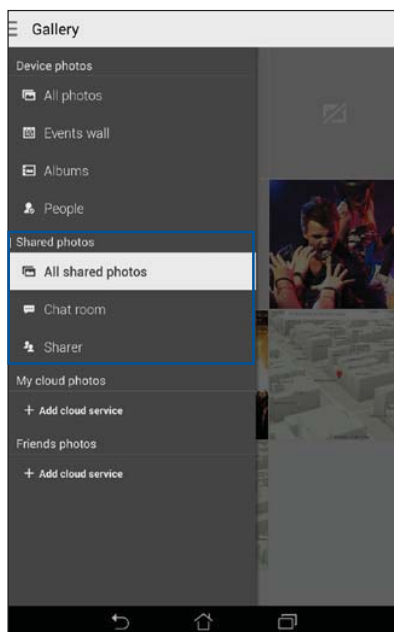 Gallery
Device photos
All photos
Events wall
Albums
People
Shared photos
All shared photos
Chat room
Sharer
My cloud photos
+ Add cloud service
Friends photos
+ Add cloud service